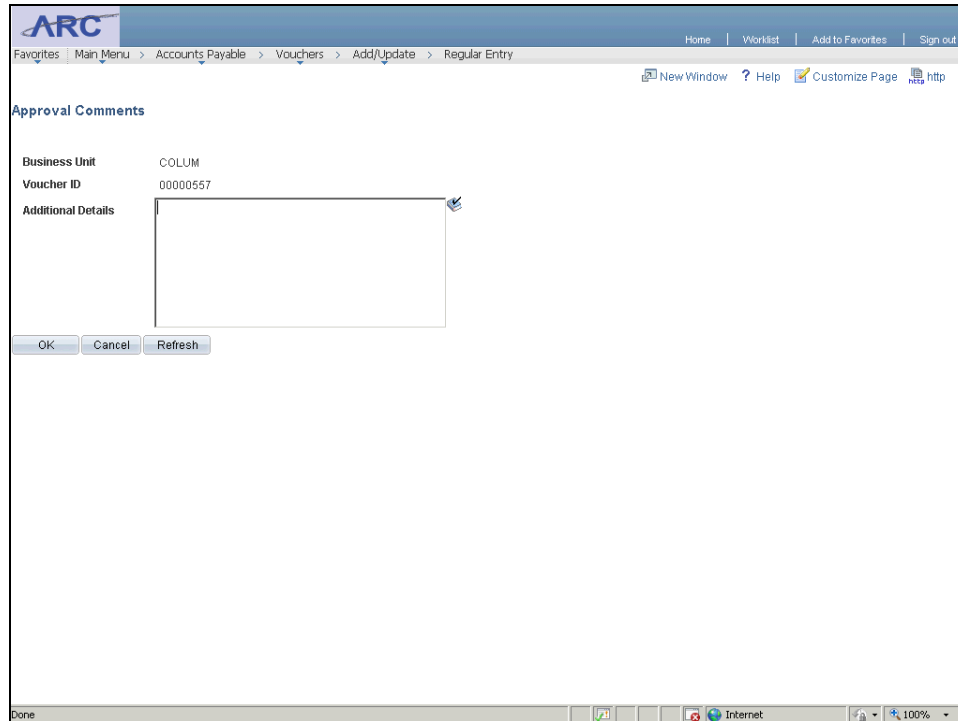 ARC
Home | Worklist | Add to Favorites | Sign out
Favorites Main Menu > Accounts Payable > Vouchers > Add/Update > Regular Entry
New Window ? Help Customize Page http
Approval Comments
Business Unit COLUM
Voucher ID 00000557
Additional Details
OK Cancel Refresh
Done Internet 100%